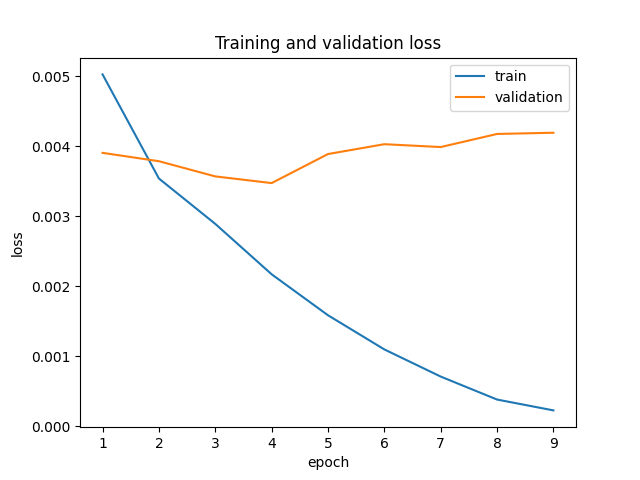 Training and validation loss
train
validation
0.005
0.004
0.003
0.002
0.001
0.000
loss
1 2 3 4 5 6 7 8 9
epoch